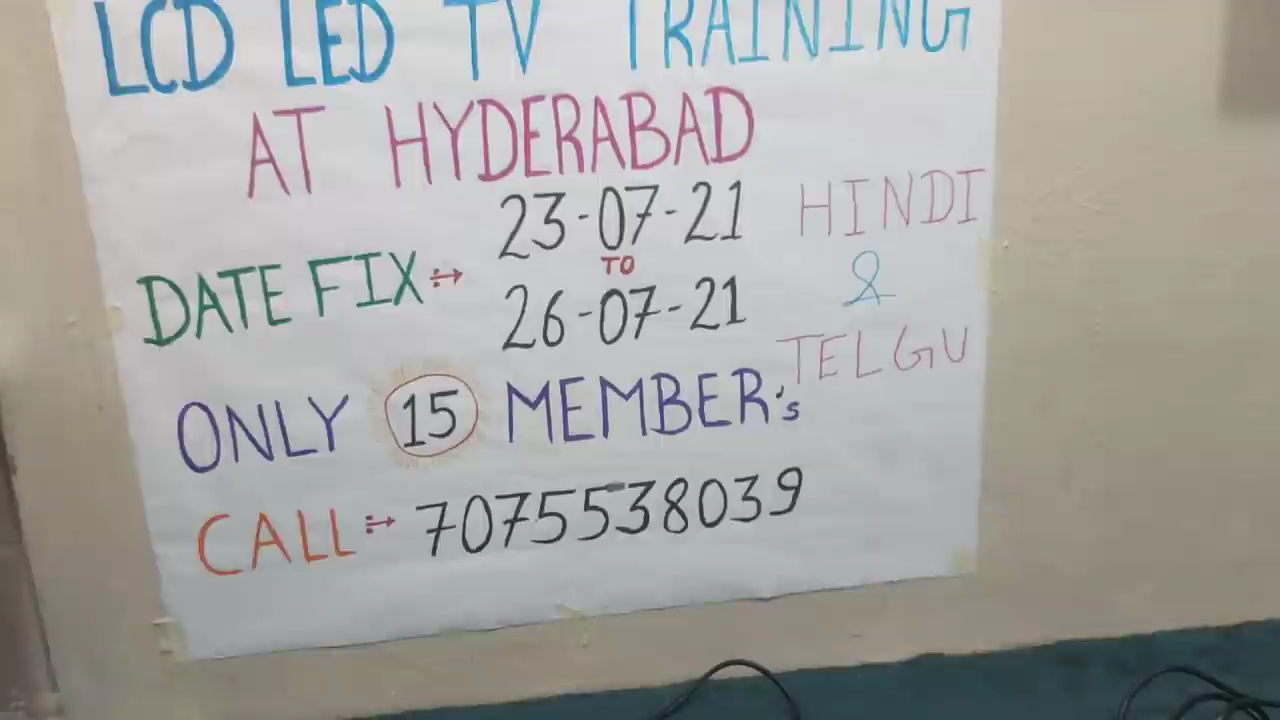 LCD LED TV TRAINING
AT HYDERABAD
DATE FIX :→ 23-07-21
TO
26-07-21
HINDI
&
TELGU
ONLY 15 MEMBER's
CALL :→ 7075538039